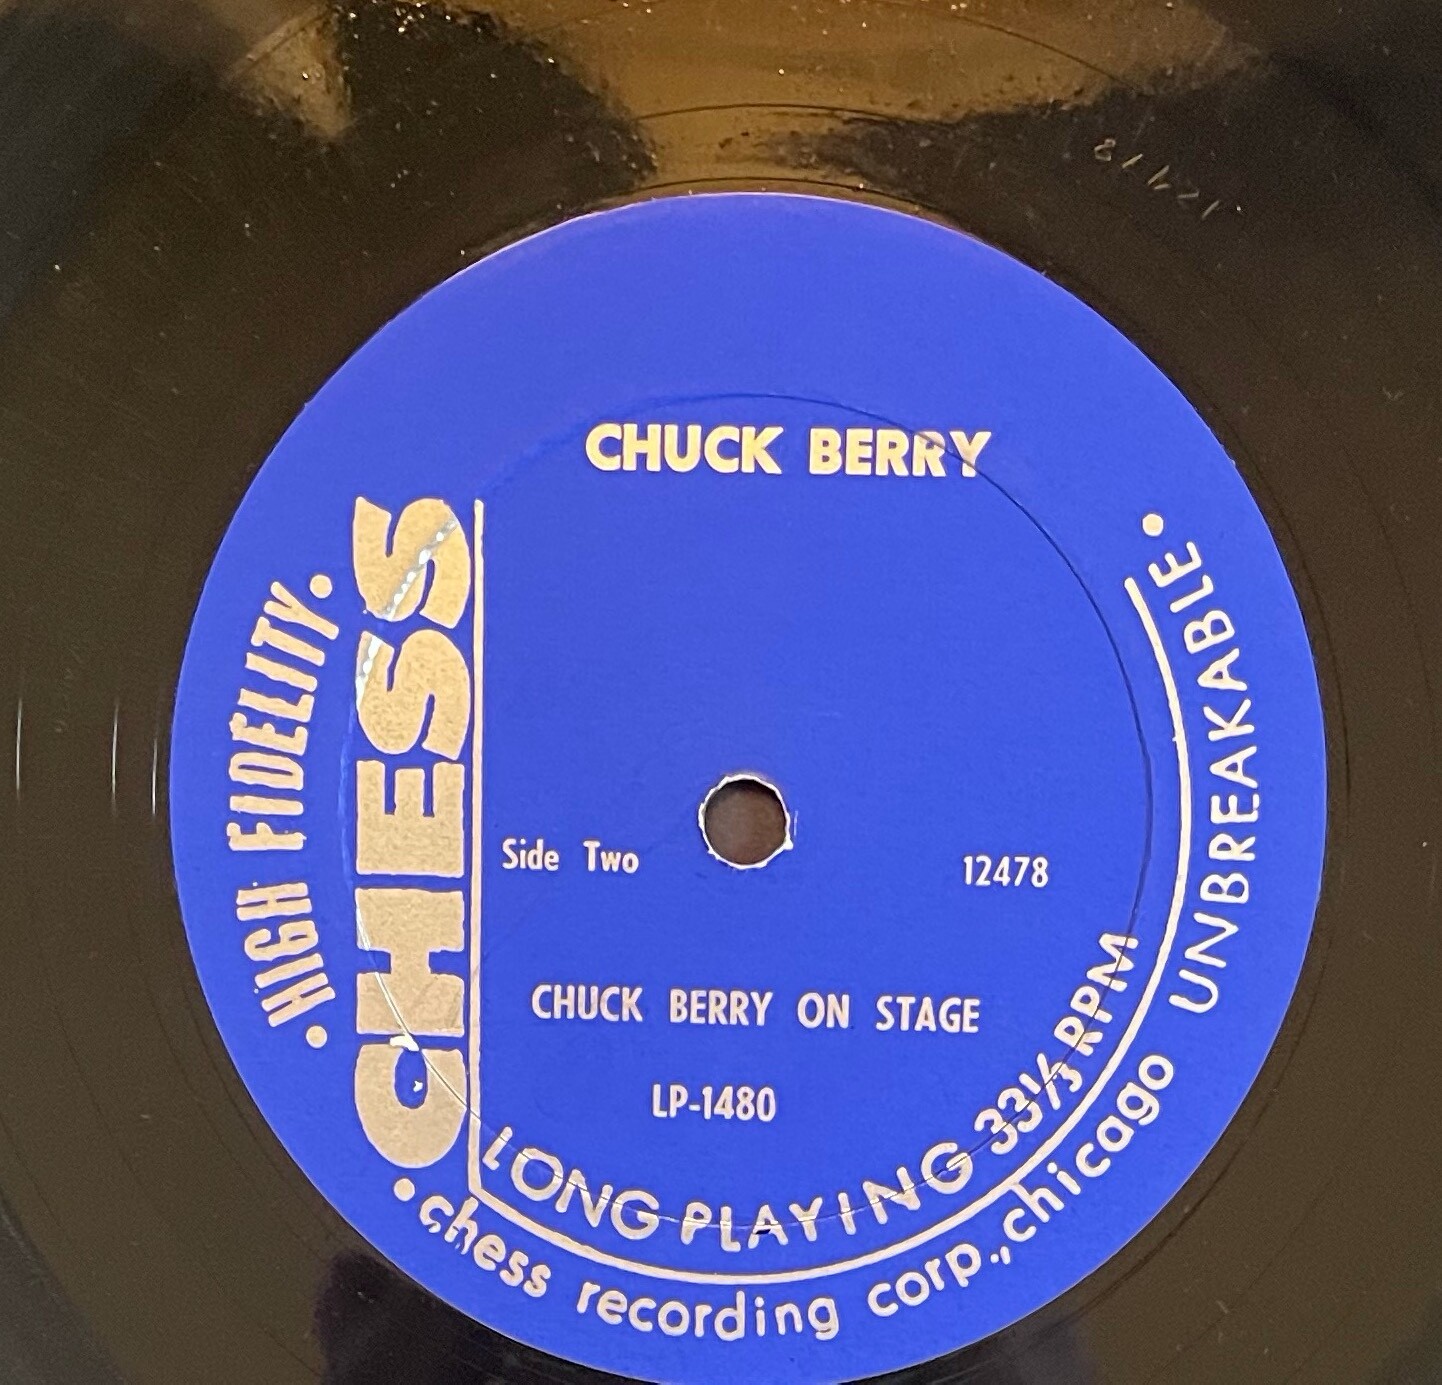 12478
CHUCK BERRY
CHESS
• HIGH FIDELITY •
Side Two
12478
CHUCK BERRY ON STAGE
LP-1480
LONG PLAYING 33⅓ RPM
• chess recording corp., chicago UNBREAKABLE •